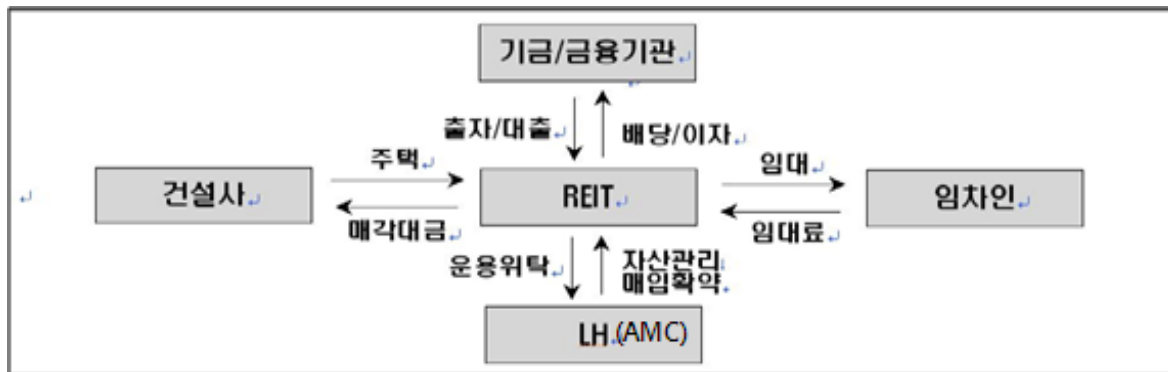 기금/금융기관
출자/대출
배당/이자
주택
임대
건설사
REIT
임차인
매각대금
임대료
운용위탁
자산관리
매입확약
LH (AMC)